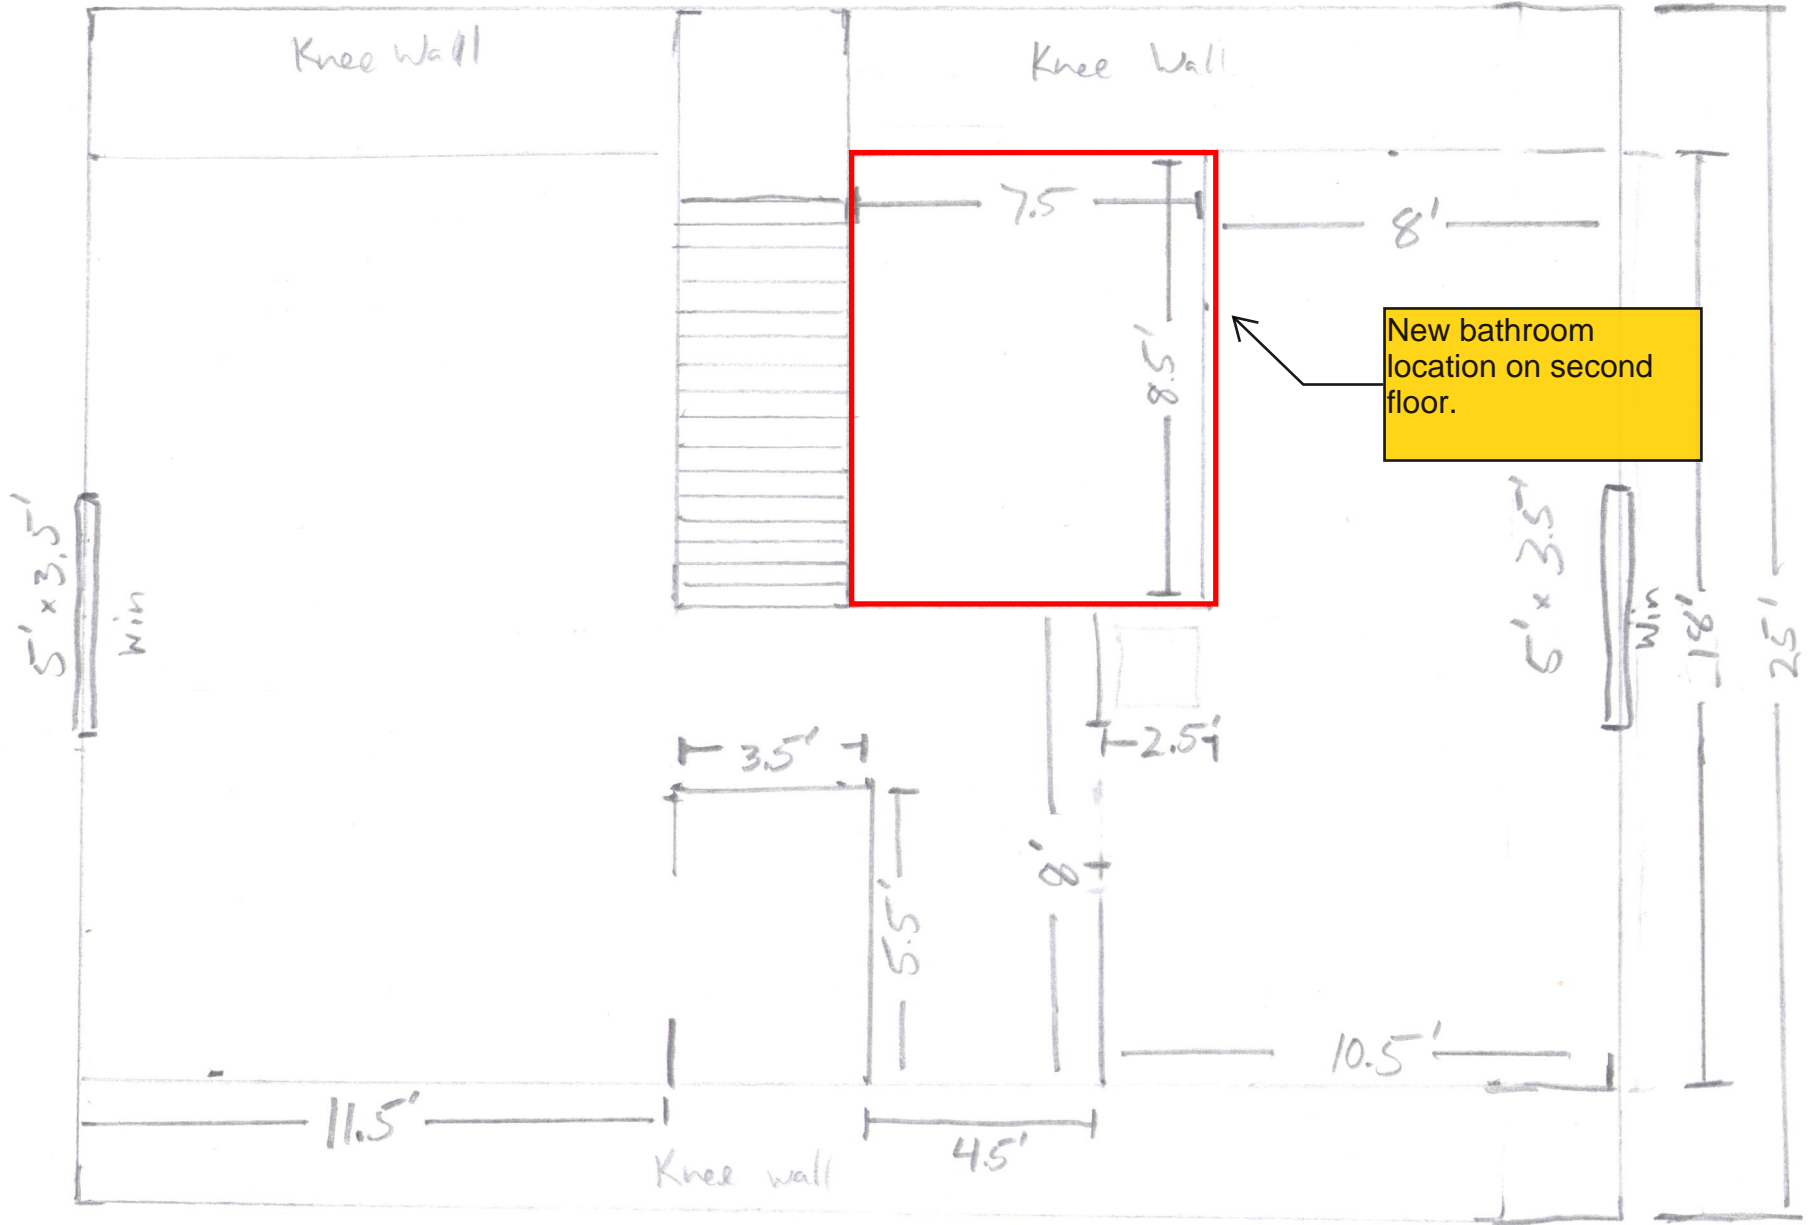 Knee Wall
Knee Wall
7.5
8'
8.5'
New bathroom
location on second
floor.
5' x 3.5'
Win
5' x 3.5'
Win
18'
25'
3.5'
2.5'
8'
5.5'
10.5'
11.5'
4.5'
Knee wall